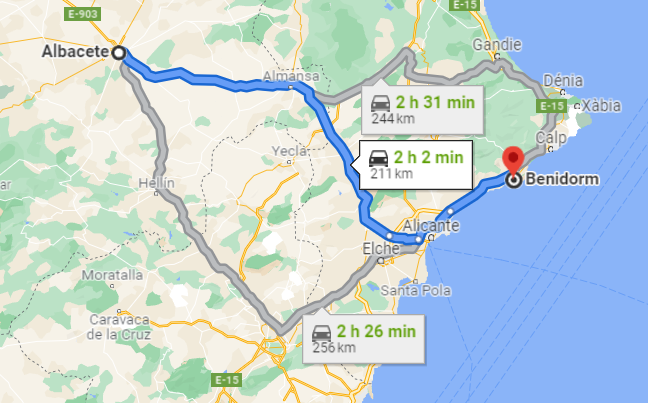 E-903
E-15
Albacete
Gandie
Almansa
Dénia
2 h 31 min
244 km
E-15
Xàbia
Calp
Yecla
2 h 2 min
211 km
ar
Hellín
Benidorm
Alicante
Elche
Moratalla
Santa Pola
Caravaca
de la Cruz
2 h 26 min
256 km
E-15